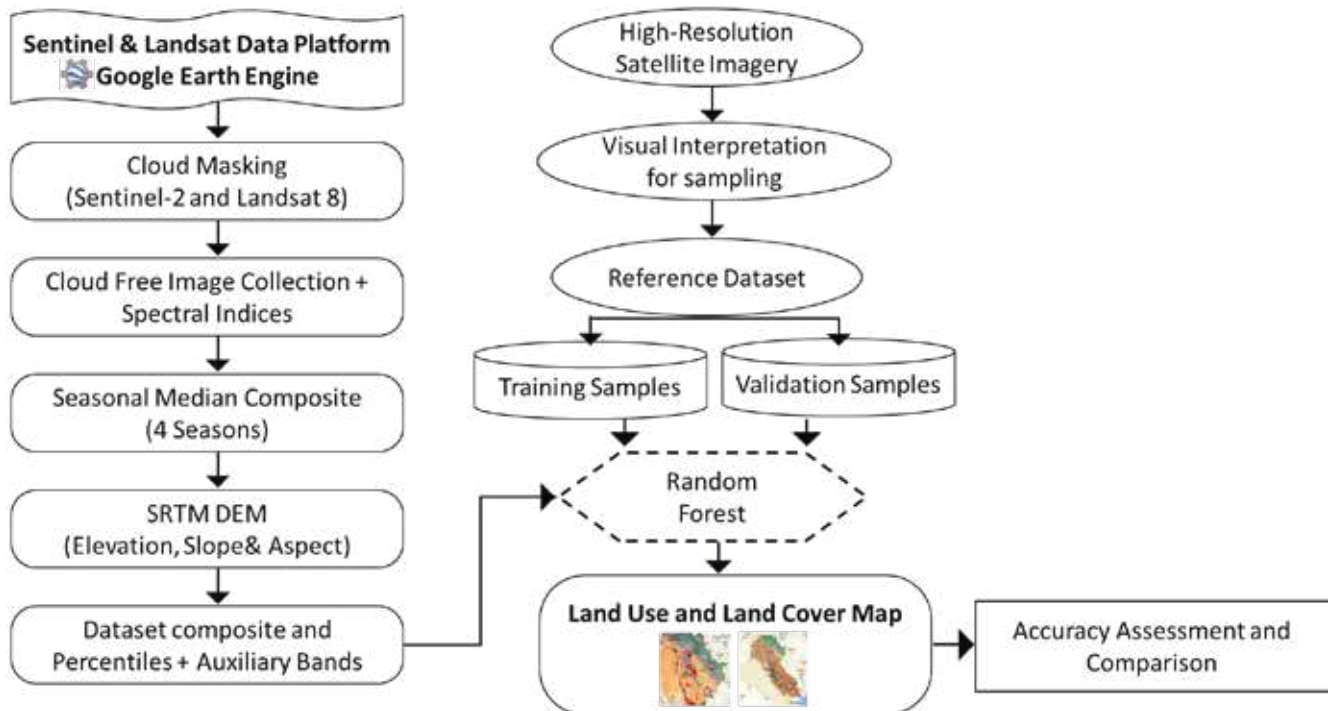 Sentinel & Landsat Data Platform
Google Earth Engine
Cloud Masking
(Sentinel-2 and Landsat 8)
Cloud Free Image Collection +
Spectral Indices
Seasonal Median Composite
(4 Seasons)
SRTM DEM
(Elevation, Slope& Aspect)
Dataset composite and
Percentiles + Auxiliary Bands
High-Resolution
Satellite Imagery
Visual Interpretation
for sampling
Reference Dataset
Training Samples
Validation Samples
Random
Forest
Land Use and Land Cover Map
Accuracy Assessment and
Comparison